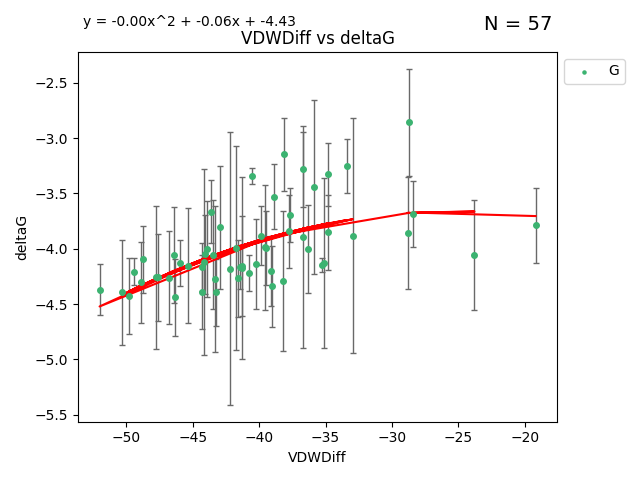 y = -0.00x^2 + -0.06x + -4.43
N = 57
VDWDiff vs deltaG
G
deltaG
−2.5
−3.0
−3.5
−4.0
−4.5
−5.0
−5.5
−50 −45 −40 −35 −30 −25 −20
VDWDiff